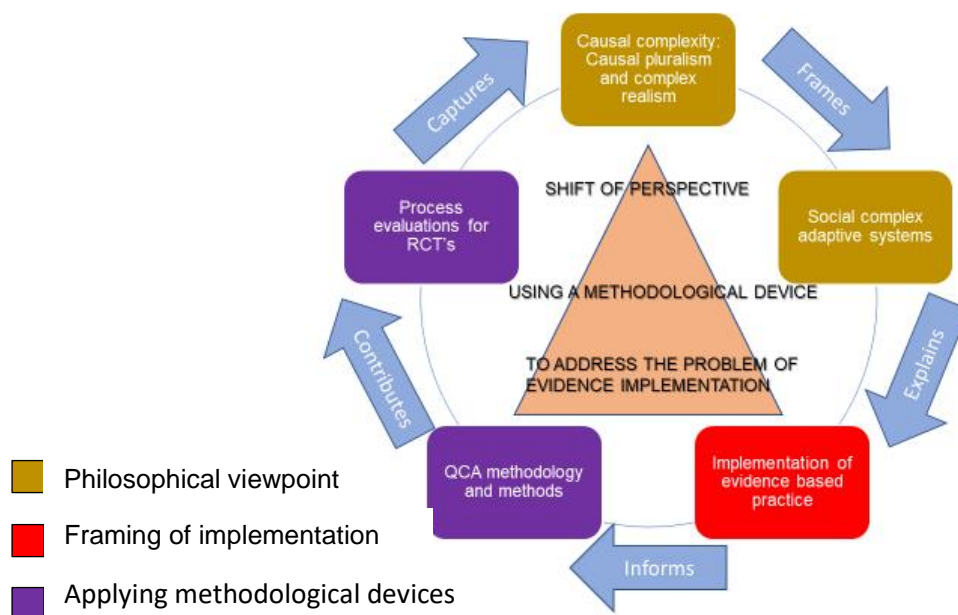 Causal complexity:
Causal pluralism
and complex
realism
Frames
Social complex
adaptive systems
Explains
Implementation of
evidence based
practice
Informs
QCA methodology
and methods
Contributes
Process
evaluations for
RCT's
Captures
SHIFT OF PERSPECTIVE
USING A METHODOLOGICAL DEVICE
TO ADDRESS THE PROBLEM OF
EVIDENCE IMPLEMENTATION
Philosophical viewpoint
Framing of implementation
Applying methodological devices